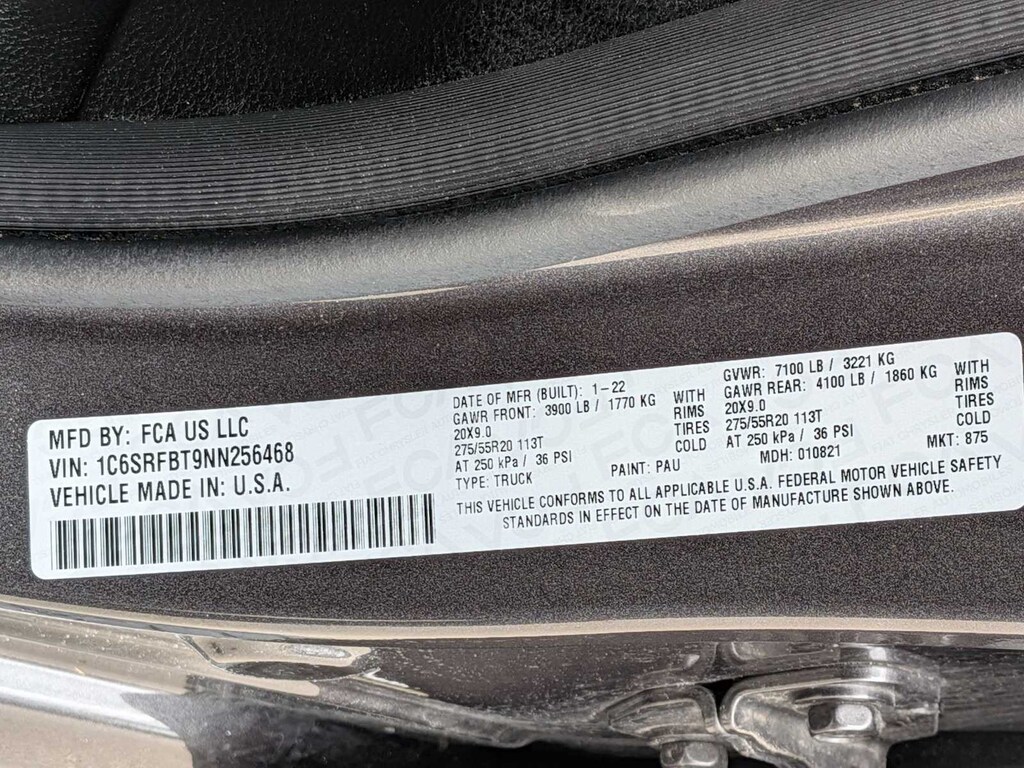 MFD BY: FCA US LLC
VIN: 1C6SRFBT9NN256468
VEHICLE MADE IN: U.S.A.
DATE OF MFR (BUILT): 1-22
GAWR FRONT: 3900 LB / 1770 KG WITH
20X9.0 RIMS
275/55R20 113T TIRES
AT 250 kPa / 36 PSI COLD
TYPE: TRUCK PAINT: PAU
GVWR: 7100 LB / 3221 KG
GAWR REAR: 4100 LB / 1860 KG WITH
20X9.0 RIMS
275/55R20 113T TIRES
AT 250 kPa / 36 PSI COLD
MDH: 010821 MKT: 875
THIS VEHICLE CONFORMS TO ALL APPLICABLE U.S.A. FEDERAL MOTOR VEHICLE SAFETY
STANDARDS IN EFFECT ON THE DATE OF MANUFACTURE SHOWN ABOVE.